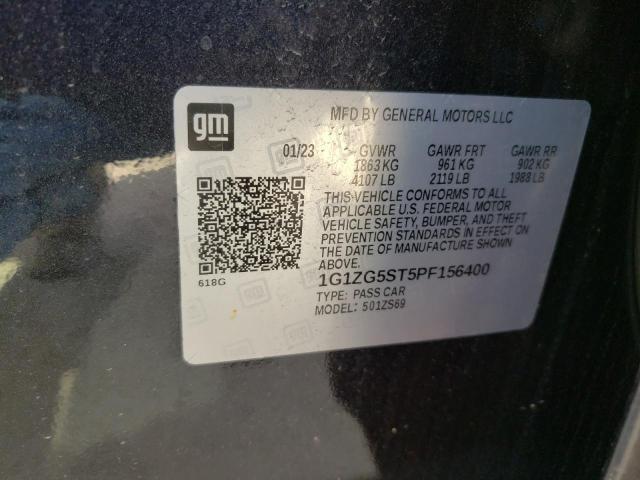 gm
MFD BY GENERAL MOTORS LLC
01/23 GVWR GAWR FRT GAWR RR
1863 KG 961 KG 902 KG
4107 LB 2119 LB 1988 LB
THIS VEHICLE CONFORMS TO ALL
APPLICABLE U.S. FEDERAL MOTOR
VEHICLE SAFETY, BUMPER, AND THEFT
PREVENTION STANDARDS IN EFFECT ON
THE DATE OF MANUFACTURE SHOWN
ABOVE.
618G
1G1ZG5ST5PF156400
TYPE: PASS CAR
MODEL: 501ZS69